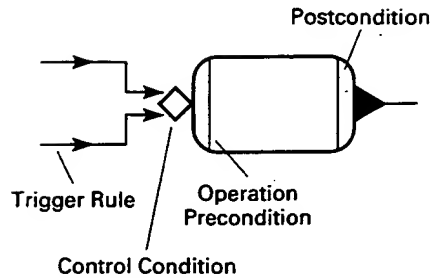 Postcondition
Trigger Rule
Operation
Precondition
Control Condition